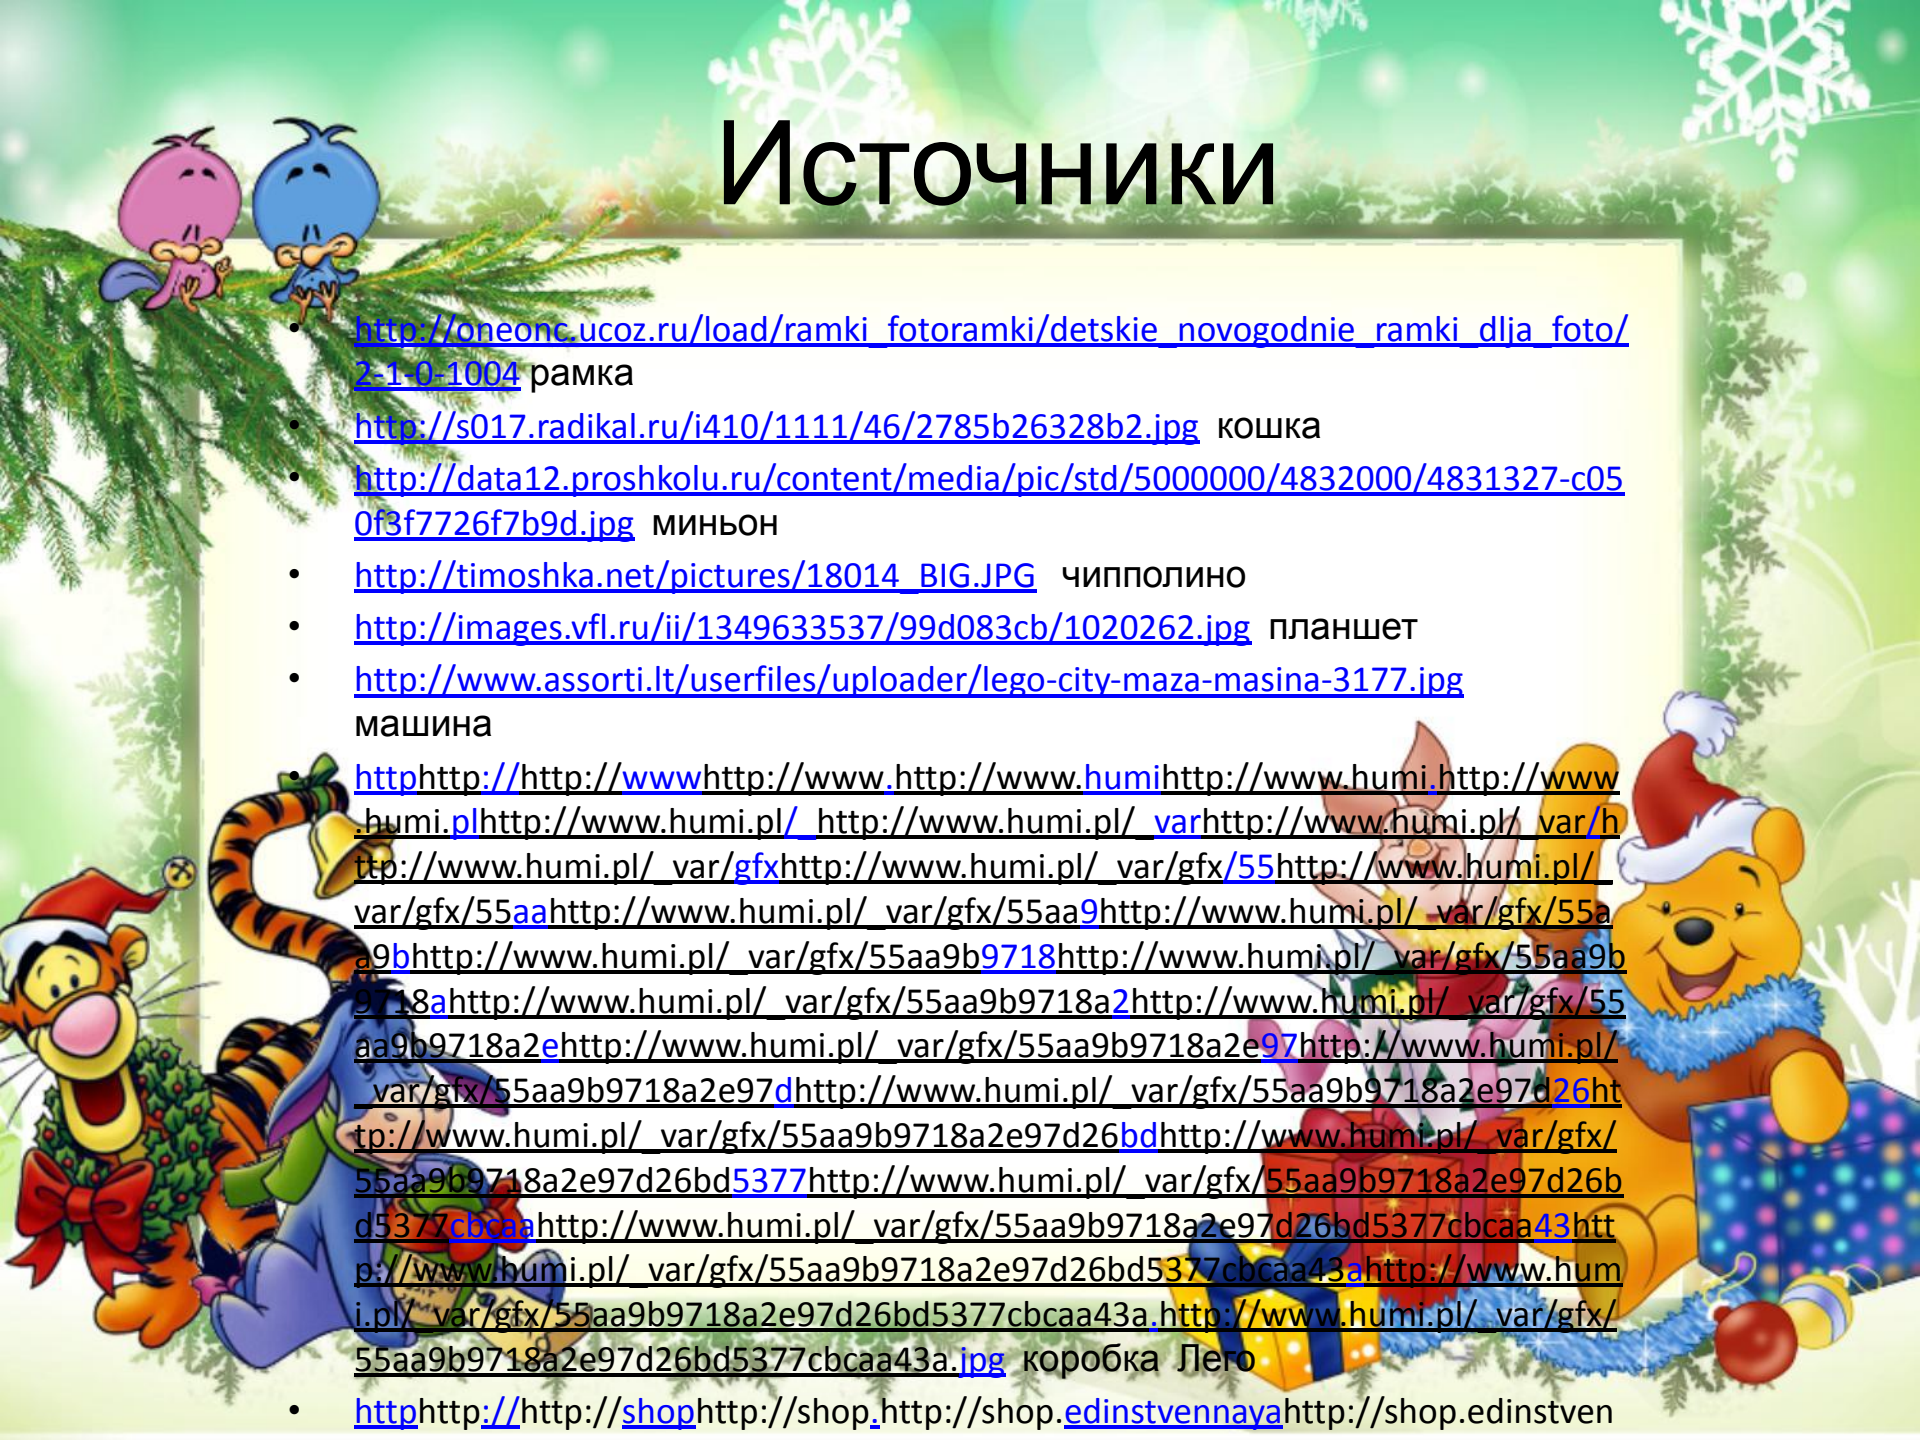 Источники
• http://oneonc.ucoz.ru/load/ramki_fotoramki/detskie_novogodnie_ramki_dlja_foto/
2-1-0-1004 рамка
• http://s017.radikal.ru/i410/1111/46/2785b26328b2.jpg кошка
• http://data12.proshkolu.ru/content/media/pic/std/5000000/4832000/4831327-c05
0f3f7726f7b9d.jpg миньон
• http://timoshka.net/pictures/18014_BIG.JPG чипполино
• http://images.vfl.ru/ii/1349633537/99d083cb/1020262.jpg планшет
• http://www.assorti.lt/userfiles/uploader/lego-city-maza-masina-3177.jpg
машина
• httphttp://http://wwwhttp://www.http://www.humihttp://www.humi.http://www
.humi.plhttp://www.humi.pl/_http://www.humi.pl/_varhttp://www.humi.pl/_var/h
ttp://www.humi.pl/_var/gfxhttp://www.humi.pl/_var/gfx/55http://www.humi.pl/_
var/gfx/55aahttp://www.humi.pl/_var/gfx/55aa9http://www.humi.pl/_var/gfx/55a
a9bhttp://www.humi.pl/_var/gfx/55aa9b9718http://www.humi.pl/_var/gfx/55aa9b
9718ahttp://www.humi.pl/_var/gfx/55aa9b9718a2http://www.humi.pl/_var/gfx/55
aa9b9718a2ehttp://www.humi.pl/_var/gfx/55aa9b9718a2e97http://www.humi.pl/
_var/gfx/55aa9b9718a2e97dhttp://www.humi.pl/_var/gfx/55aa9b9718a2e97d26ht
tp://www.humi.pl/_var/gfx/55aa9b9718a2e97d26bdhttp://www.humi.pl/_var/gfx/
55aa9b9718a2e97d26bd5377http://www.humi.pl/_var/gfx/55aa9b9718a2e97d26b
d5377cbcaahttp://www.humi.pl/_var/gfx/55aa9b9718a2e97d26bd5377cbcaa43htt
p://www.humi.pl/_var/gfx/55aa9b9718a2e97d26bd5377cbcaa43ahttp://www.hum
i.pl/_var/gfx/55aa9b9718a2e97d26bd5377cbcaa43a.http://www.humi.pl/_var/gfx/
55aa9b9718a2e97d26bd5377cbcaa43a.jpg коробка Лего
• httphttp://http://shophttp://shop.http://shop.edinstvennayahttp://shop.edinstven